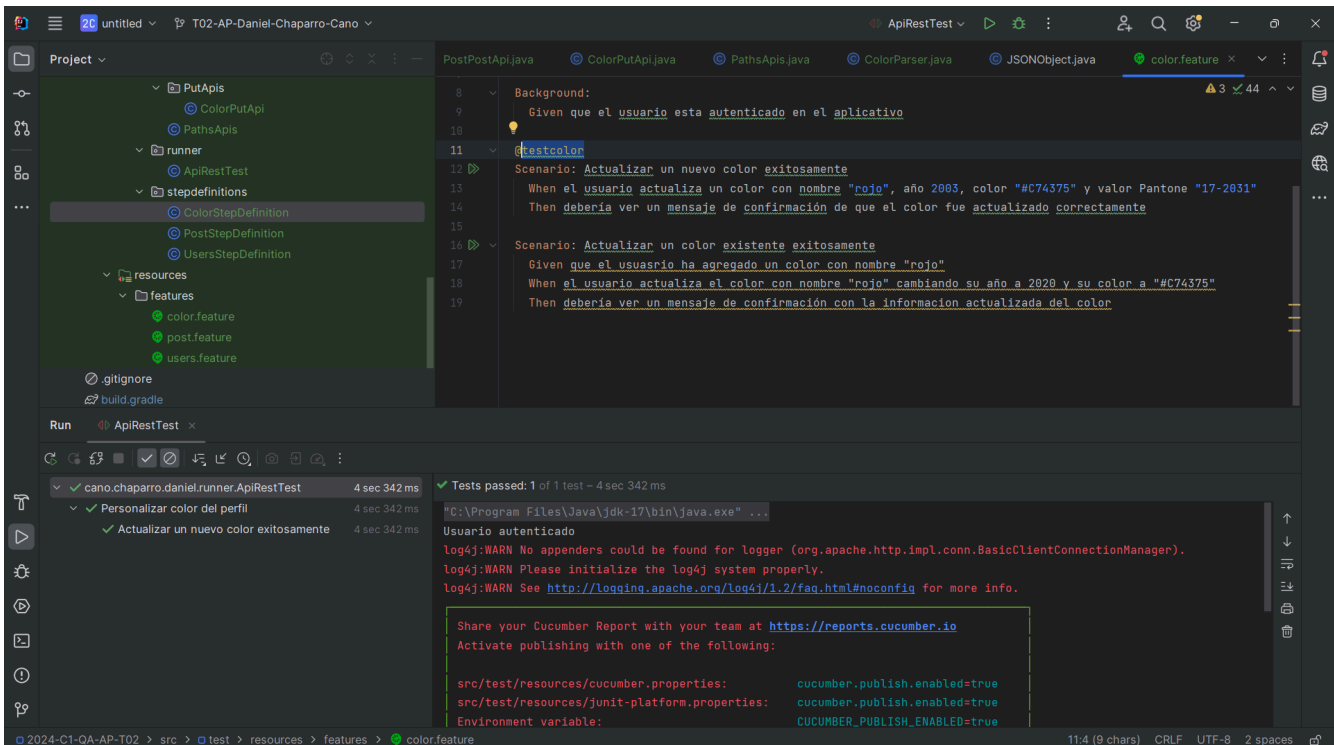 2C untitled T02-AP-Daniel-Chaparro-Cano ApiRestTest
Project
PutApis
ColorPutApi
PathsApis
runner
ApiRestTest
stepdefinitions
ColorStepDefinition
PostStepDefinition
UsersStepDefinition
resources
features
color.feature
post.feature
users.feature
.gitignore
build.gradle
PostPostApi.java ColorPutApi.java PathsApis.java ColorParser.java JSONObject.java color.feature
3 44
8 Background:
9 Given que el usuario esta autenticado en el aplicativo
10
11 @testcolor
12 Scenario: Actualizar un nuevo color exitosamente
13 When el usuario actualiza un color con nombre "rojo", año 2003, color "#C74375" y valor Pantone "17-2031"
14 Then debería ver un mensaje de confirmación de que el color fue actualizado correctamente
15
16 Scenario: Actualizar un color existente exitosamente
17 Given que el usuasrio ha agregado un color con nombre "rojo"
18 When el usuario actualiza el color con nombre "rojo" cambiando su año a 2020 y su color a "#C74375"
19 Then debería ver un mensaje de confirmación con la informacion actualizada del color
Run ApiRestTest
cano.chaparro.daniel.runner.ApiRestTest 4 sec 342 ms
Personalizar color del perfil 4 sec 342 ms
Actualizar un nuevo color exitosamente 4 sec 342 ms
Tests passed: 1 of 1 test – 4 sec 342 ms
"C:\Program Files\Java\jdk-17\bin\java.exe" ...
Usuario autenticado
log4j:WARN No appenders could be found for logger (org.apache.http.impl.conn.BasicClientConnectionManager).
log4j:WARN Please initialize the log4j system properly.
log4j:WARN See http://logging.apache.org/log4j/1.2/faq.html#noconfig for more info.
Share your Cucumber Report with your team at https://reports.cucumber.io
Activate publishing with one of the following:
src/test/resources/cucumber.properties: cucumber.publish.enabled=true
src/test/resources/junit-platform.properties: cucumber.publish.enabled=true
Environment variable: CUCUMBER_PUBLISH_ENABLED=true
2024-C1-QA-AP-T02 > src > test > resources > features > color.feature
11:4 (9 chars) CRLF UTF-8 2 spaces